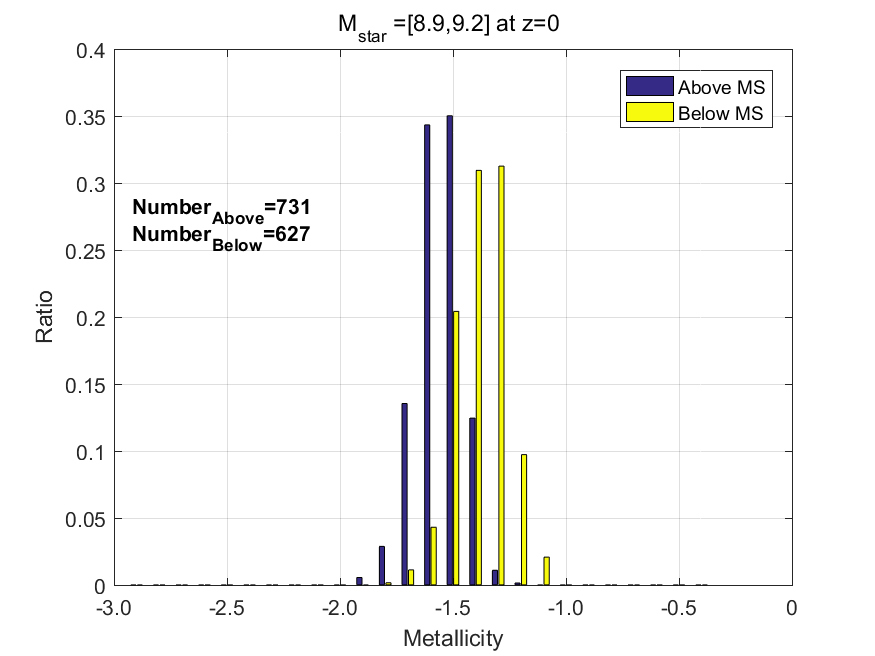 M_star =[8.9,9.2] at z=0
0.4
0.35
0.3
0.25
0.2
0.15
0.1
0.05
0
Ratio
Above MS
Below MS
Number_Above=731
Number_Below=627
-3.0 -2.5 -2.0 -1.5 -1.0 -0.5 0
Metallicity